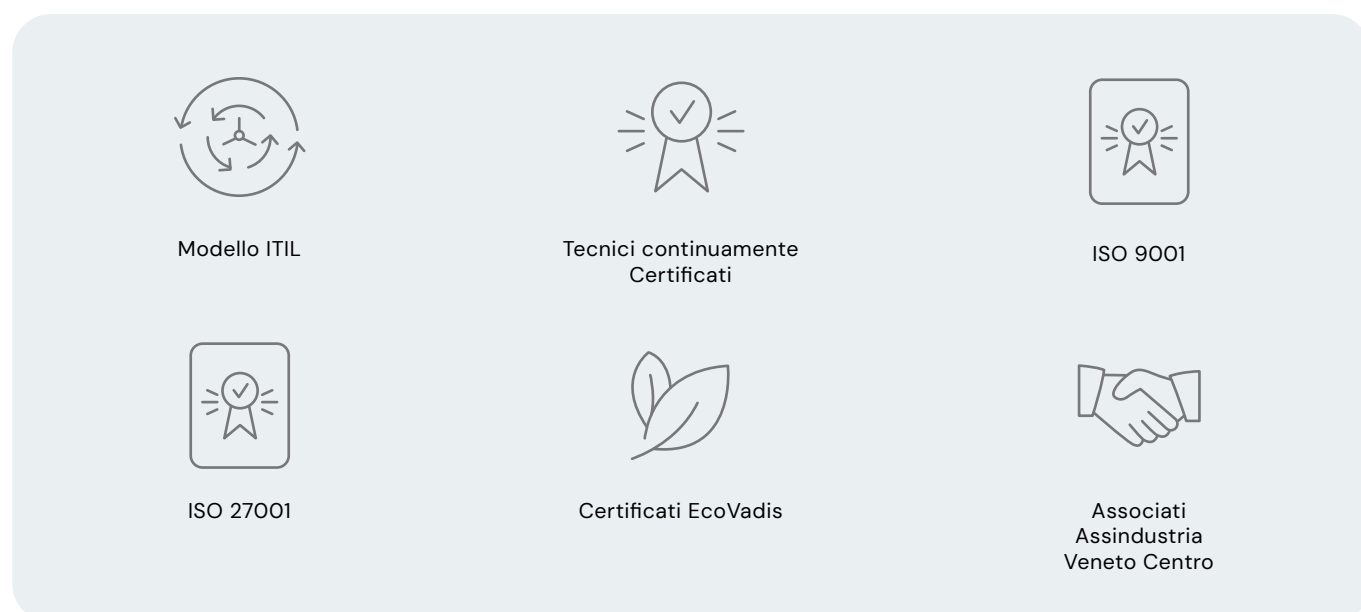 Modello ITIL
Tecnici continuamente
Certificati
ISO 9001
ISO 27001
Certificati EcoVadis
Associati
Assindustria
Veneto Centro